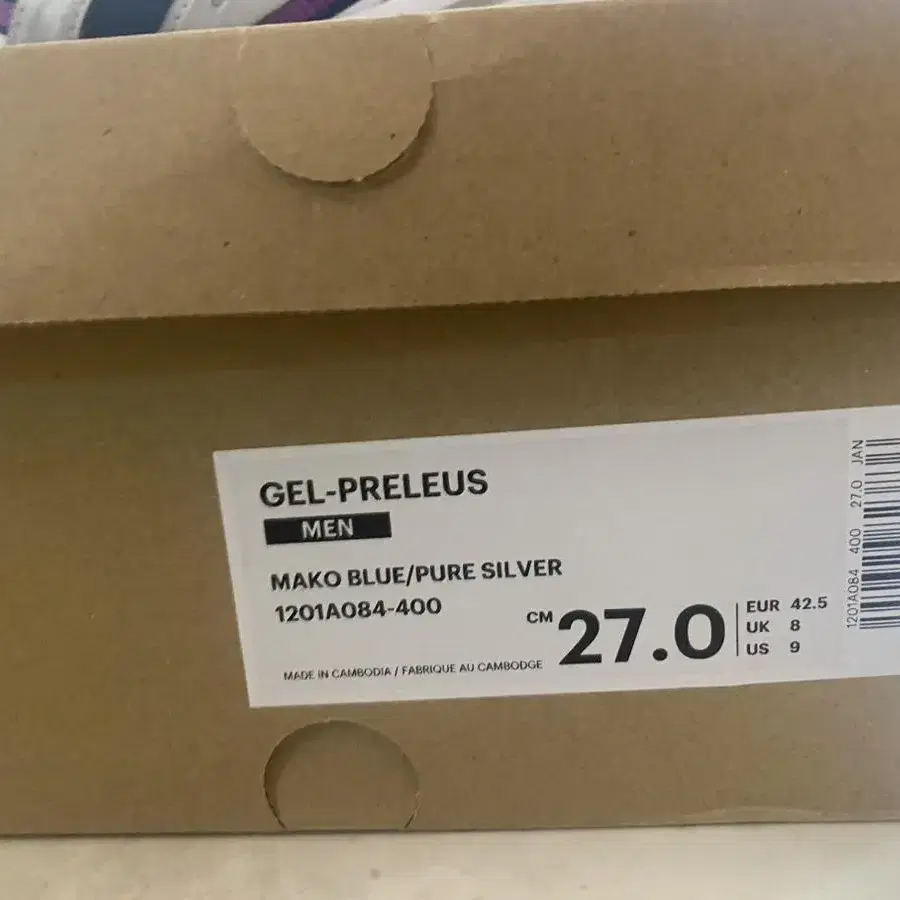 GEL-PRELEUS
MEN
MAKO BLUE/PURE SILVER
1201A084-400
MADE IN CAMBODIA / FABRIQUE AU CAMBODGE
CM 27.0
EUR 42.5
UK 8
US 9
1201A084 400 27.0 JAN